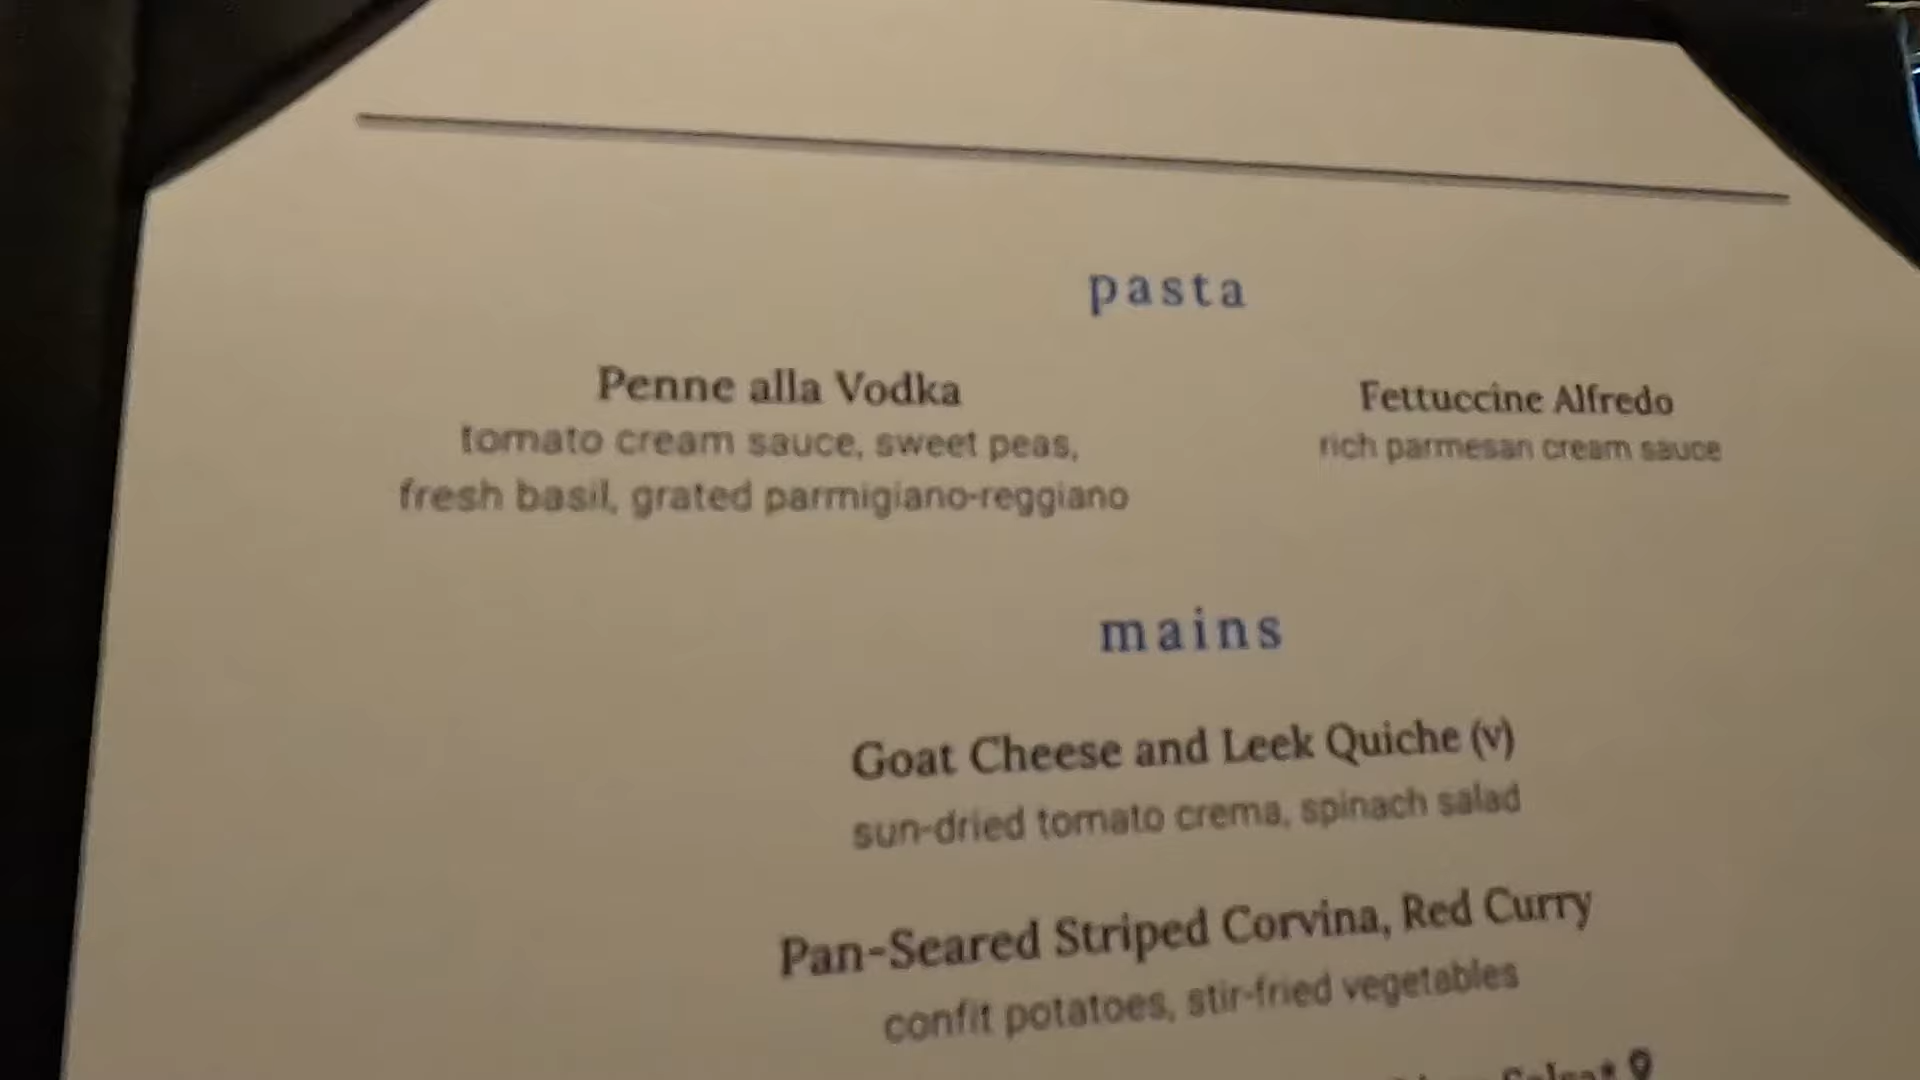 pasta
Penne alla Vodka
tomato cream sauce, sweet peas,
fresh basil, grated parmigiano-reggiano
Fettuccine Alfredo
rich parmesan cream sauce
mains
Goat Cheese and Leek Quiche (v)
sun-dried tomato crema, spinach salad
Pan-Seared Striped Corvina, Red Curry
confit potatoes, stir-fried vegetables